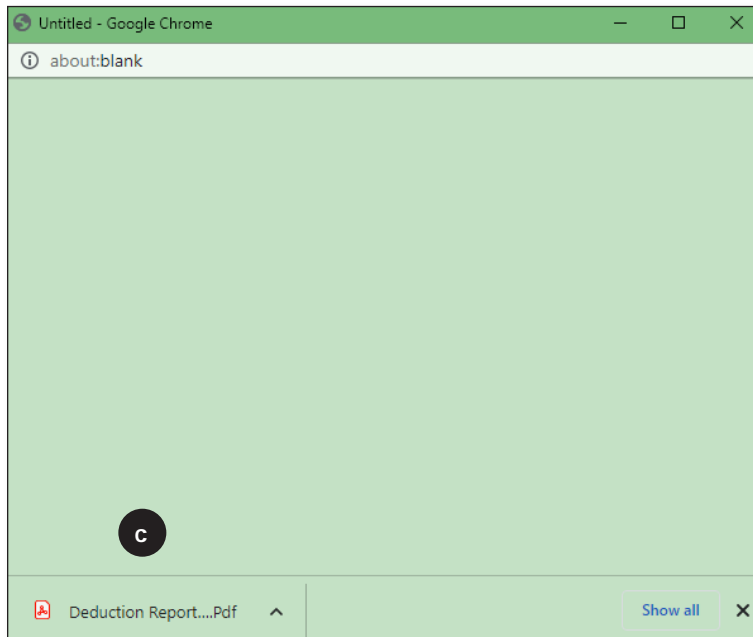 Untitled - Google Chrome
about:blank
C
Deduction Report....Pdf
Show all